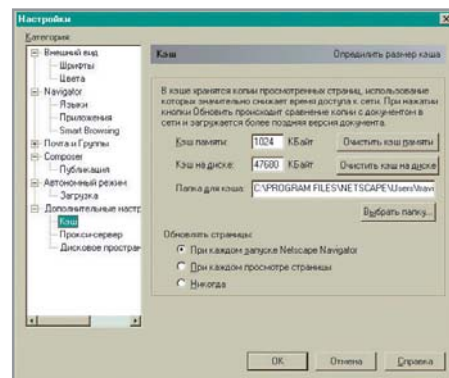 Настройки
Категория:
Внешний вид
Шрифты
Цвета
Navigator
Языки
Приложения
Smart Browsing
Почта и Группы
Composer
Публикация
Автономный режим
Загрузка
Дополнительные настр
Кэш
Прокси-сервер
Дисковое простран
Кэш
Определить размер кэша
В кэше хранятся копии просмотренных страниц, использование
которых значительно снижает время доступа к сети. При нажатии
кнопки Обновить происходит сравнение копии с документом в
сети и загружается более поздняя версия документа.
Кэш памяти: 1024 КБайт Очистить кэш памяти
Кэш на диске: 47680 КБайт Очистить кэш на диске
Папка для кэша: C:\PROGRAM FILES\NETSCAPE\Users\
Выбрать папку...
Обновлять страницы:
При каждом запуске Netscape Navigator
При каждом просмотре страницы
Никогда
OK Отмена Справка